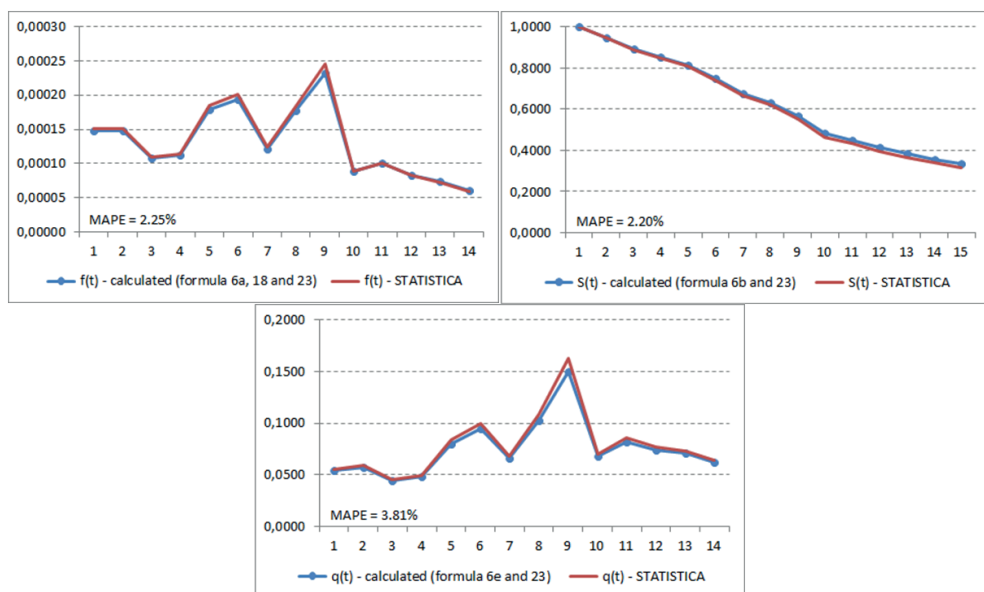 0,00030
0,00025
0,00020
0,00015
0,00010
0,00005
0,00000
MAPE = 2.25%
1 2 3 4 5 6 7 8 9 10 11 12 13 14
f(t) - calculated (formula 6a, 18 and 23) f(t) - STATISTICA
1,0000
0,8000
0,6000
0,4000
0,2000
0,0000
MAPE = 2.20%
1 2 3 4 5 6 7 8 9 10 11 12 13 14 15
S(t) - calculated (formula 6b and 23) S(t) - STATISTICA
0,2000
0,1500
0,1000
0,0500
0,0000
MAPE = 3.81%
1 2 3 4 5 6 7 8 9 10 11 12 13 14
q(t) - calculated (formula 6e and 23) q(t) - STATISTICA